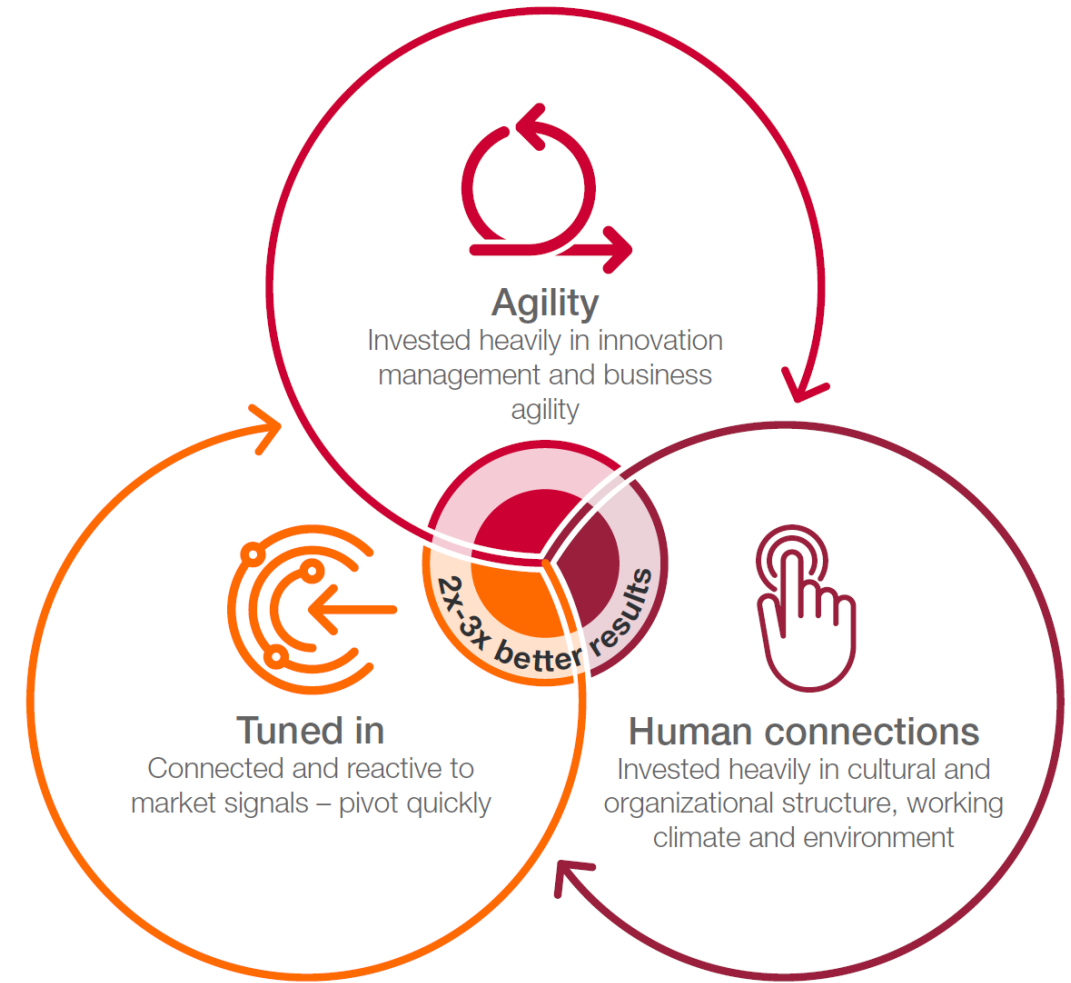 Agility
Invested heavily in innovation
management and business
agility
2x-3x better results
Tuned in
Connected and reactive to
market signals – pivot quickly
Human connections
Invested heavily in cultural and
organizational structure, working
climate and environment